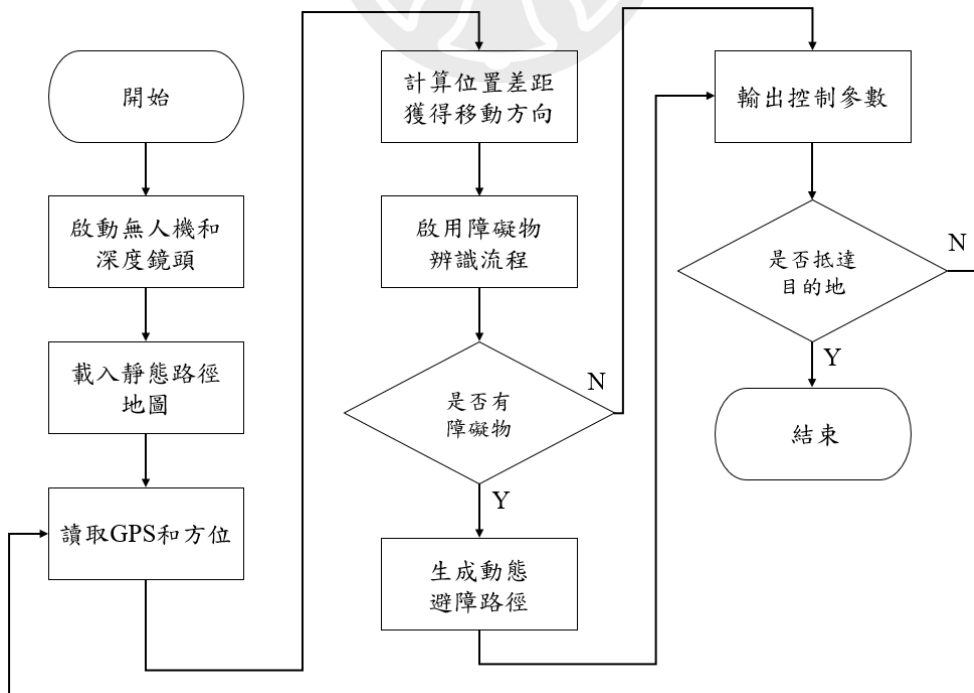 開始
啟動無人機和
深度鏡頭
載入靜態路徑
地圖
讀取GPS和方位
計算位置差距
獲得移動方向
啟用障礙物
辨識流程
是否有
障礙物
N
Y
生成動態
避障路徑
輸出控制參數
是否抵達
目的地
N
Y
結束